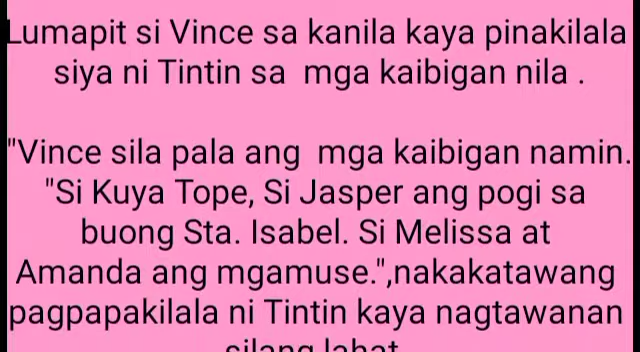 Lumapit si Vince sa kanila kaya pinakilala
siya ni Tintin sa  mga kaibigan nila .
"Vince sila pala ang  mga kaibigan namin.
"Si Kuya Tope, Si Jasper ang pogi sa
buong Sta. Isabel. Si Melissa at
Amanda ang mgamuse.",nakakatawang
pagpapakilala ni Tintin kaya nagtawanan
silang lahat